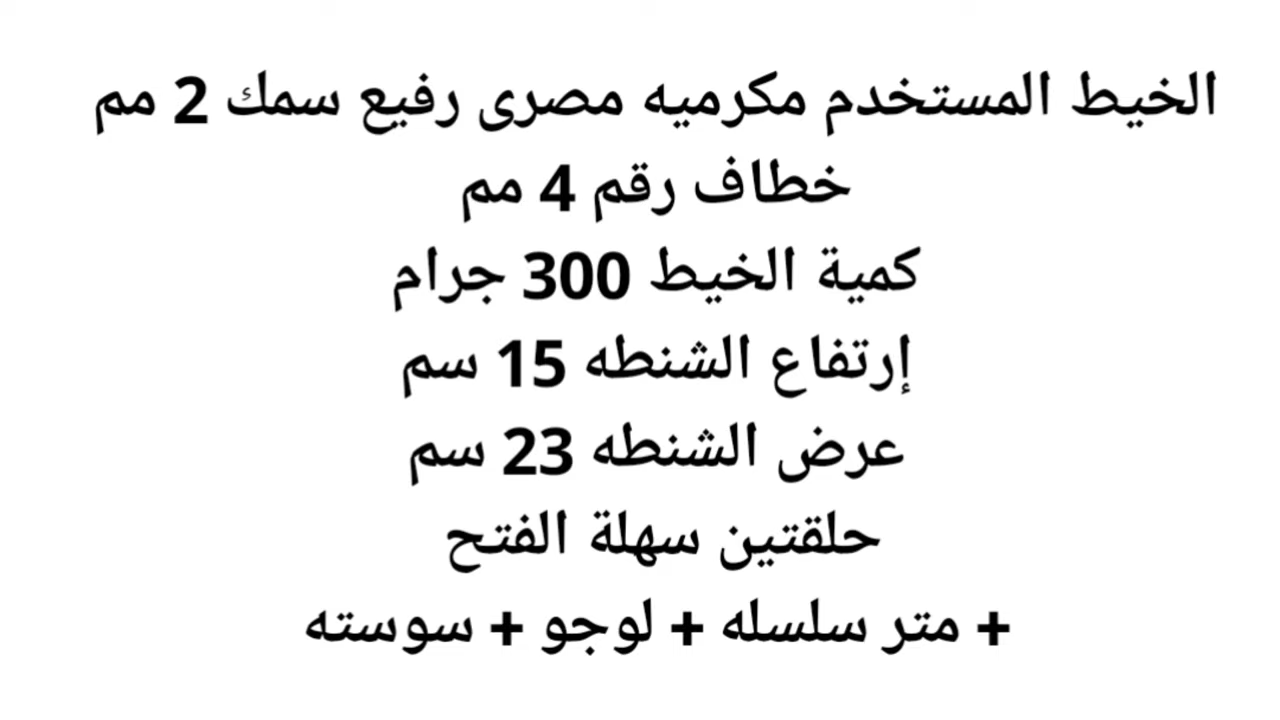 الخيط المستخدم مكرميه مصرى رفيع سمك 2 مم
خطاف رقم 4 مم
كمية الخيط 300 جرام
إرتفاع الشنطه 15 سم
عرض الشنطه 23 سم
حلقتين سهلة الفتح
+ متر سلسله + لوجو + سوسته